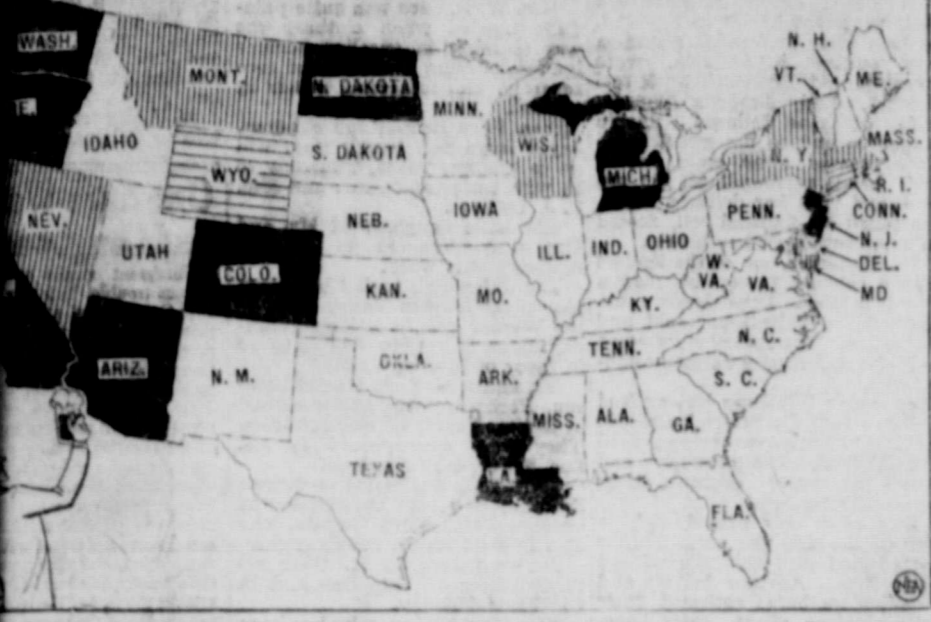 WASH.
MONT.
N. DAKOTA
MINN.
N. H.
VT.
ME.
E.
IDAHO
WYO.
S. DAKOTA
WIS.
MICH.
N. Y.
MASS.
R. I.
CONN.
N. J.
DEL.
MD
NEV.
UTAH
COLO.
NEB.
IOWA
ILL.
IND.
OHIO
PENN.
W.
VA.
VA.
KAN.
MO.
KY.
ARIZ.
N. M.
OKLA.
ARK.
TENN.
N. C.
S. C.
TEXAS
LA.
MISS.
ALA.
GA.
FLA.
NEA